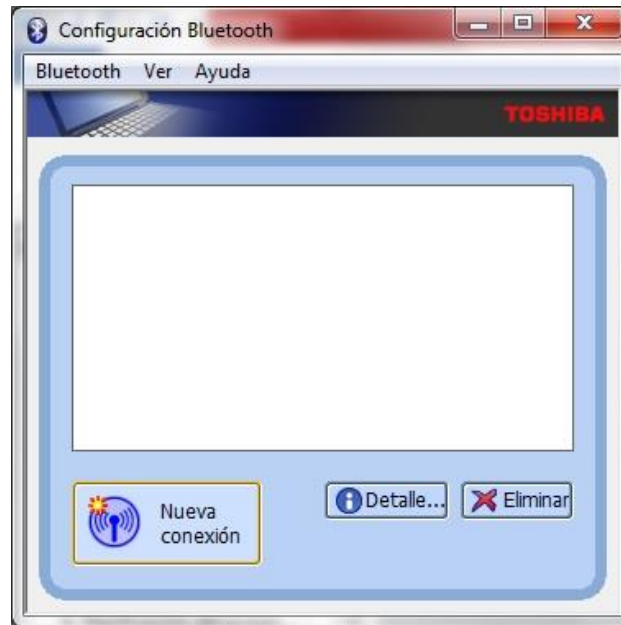 Configuración Bluetooth
Bluetooth Ver Ayuda
TOSHIBA
Nueva
conexión
Detalle...
Eliminar